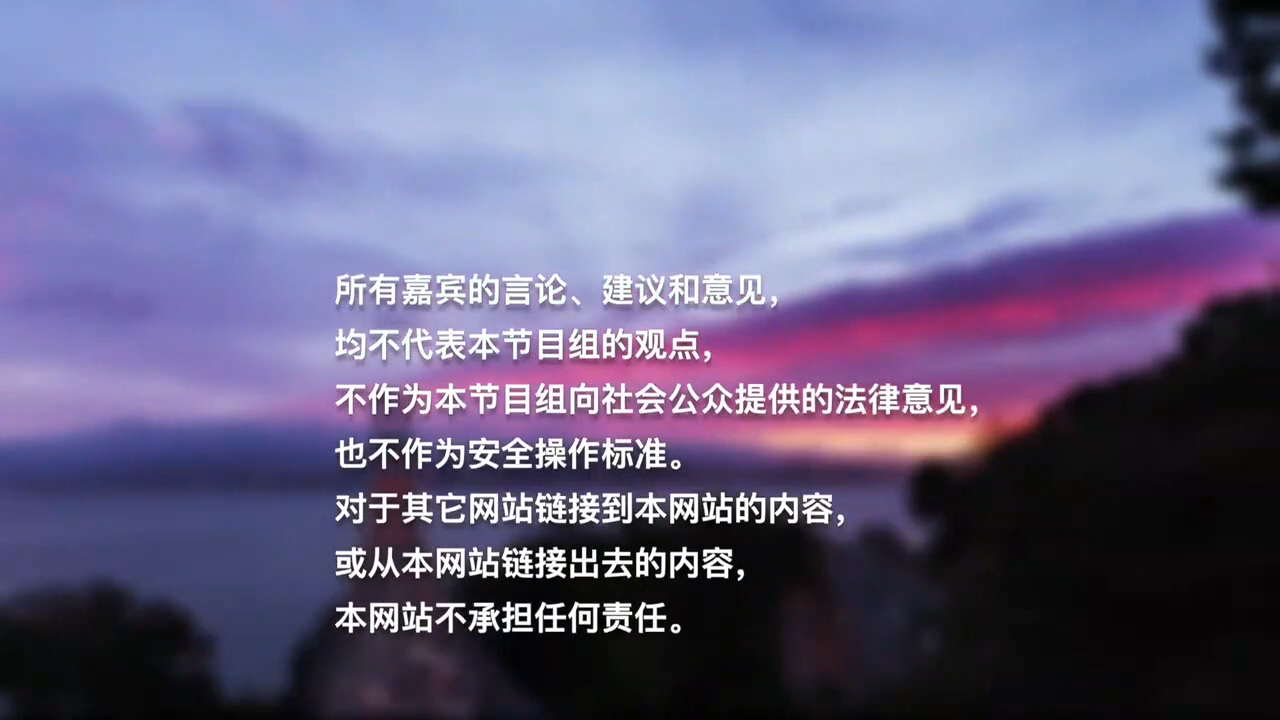 所有嘉宾的言论、建议和意见，
均不代表本节目组的观点，
不作为本节目组向社会公众提供的法律意见，
也不作为安全操作标准。
对于其它网站链接到本网站的内容，
或从本网站链接出去的内容，
本网站不承担任何责任。